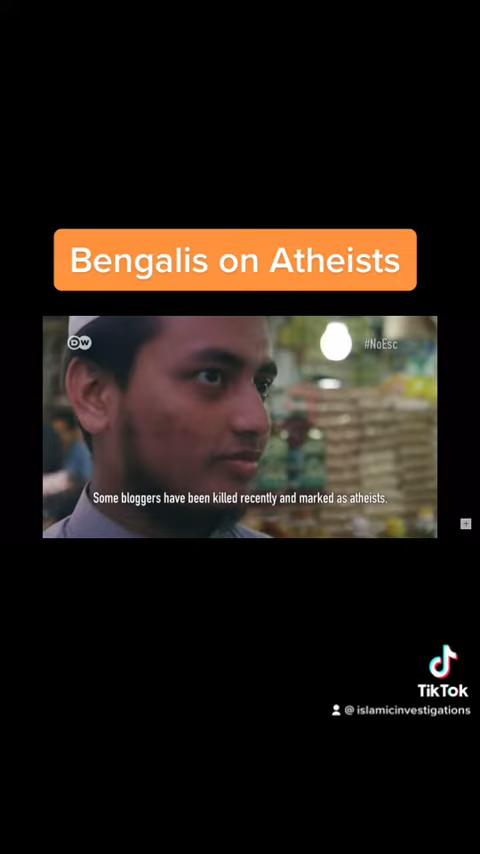 Bengalis on Atheists
DW
#NoEsc
Some bloggers have been killed recently and marked as atheists.
TikTok
@islamicinvestigations